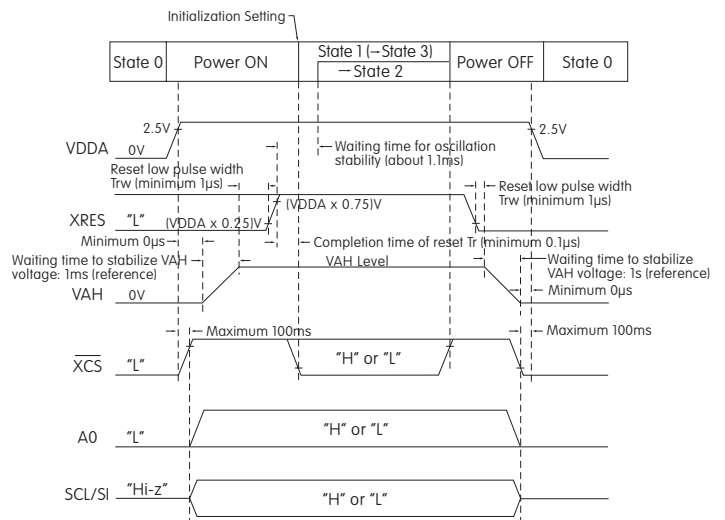 Initialization Setting
State 0
Power ON
State 1 (→State 3)
→ State 2
Power OFF
State 0
2.5V
2.5V
VDDA
0V
Waiting time for oscillation
stability (about 1.1ms)
Reset low pulse width
Trw (minimum 1µs)
Reset low pulse width
Trw (minimum 1µs)
(VDDA x 0.75)V
XRES
"L"
(VDDA x 0.25)V
Minimum 0µs
Completion time of reset Tr (minimum 0.1µs)
Waiting time to stabilize VAH
voltage: 1ms (reference)
VAH Level
Waiting time to stabilize
VAH voltage: 1s (reference)
VAH
0V
Minimum 0µs
Maximum 100ms
Maximum 100ms
XCS
"L"
"H" or "L"
A0
"L"
"H" or "L"
SCL/SI
"Hi-z"
"H" or "L"